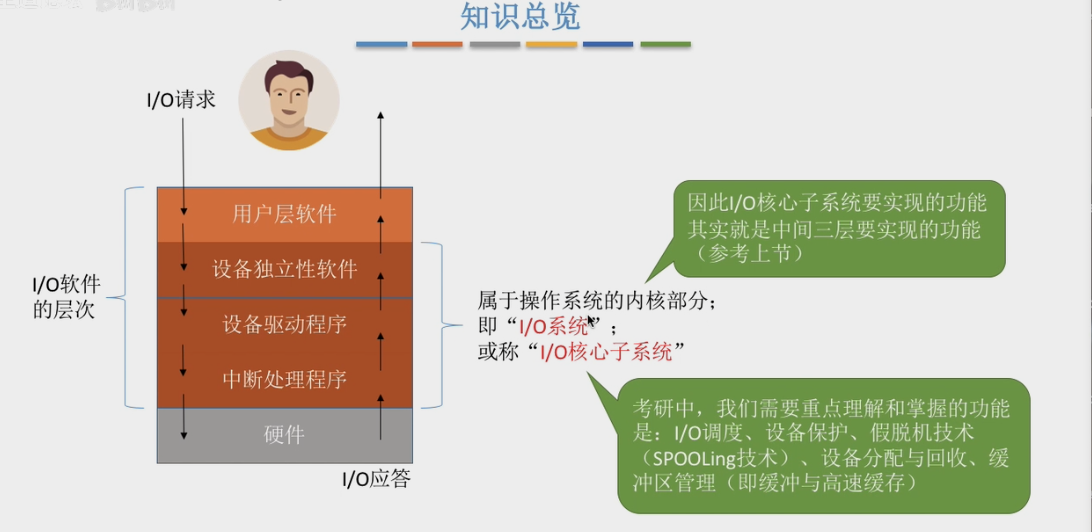 知识总览
I/O请求
用户层软件
设备独立性软件
设备驱动程序
中断处理程序
硬件
I/O应答
I/O软件
的层次
属于操作系统的内核部分；
即“I/O系统”；
或称“I/O核心子系统”
因此I/O核心子系统要实现的功能
其实就是中间三层要实现的功能
（参考上节）
考研中，我们需要重点理解和掌握的功能
是：I/O调度、设备保护、假脱机技术
（SPOOLing技术）、设备分配与回收、缓
冲区管理（即缓冲与高速缓存）